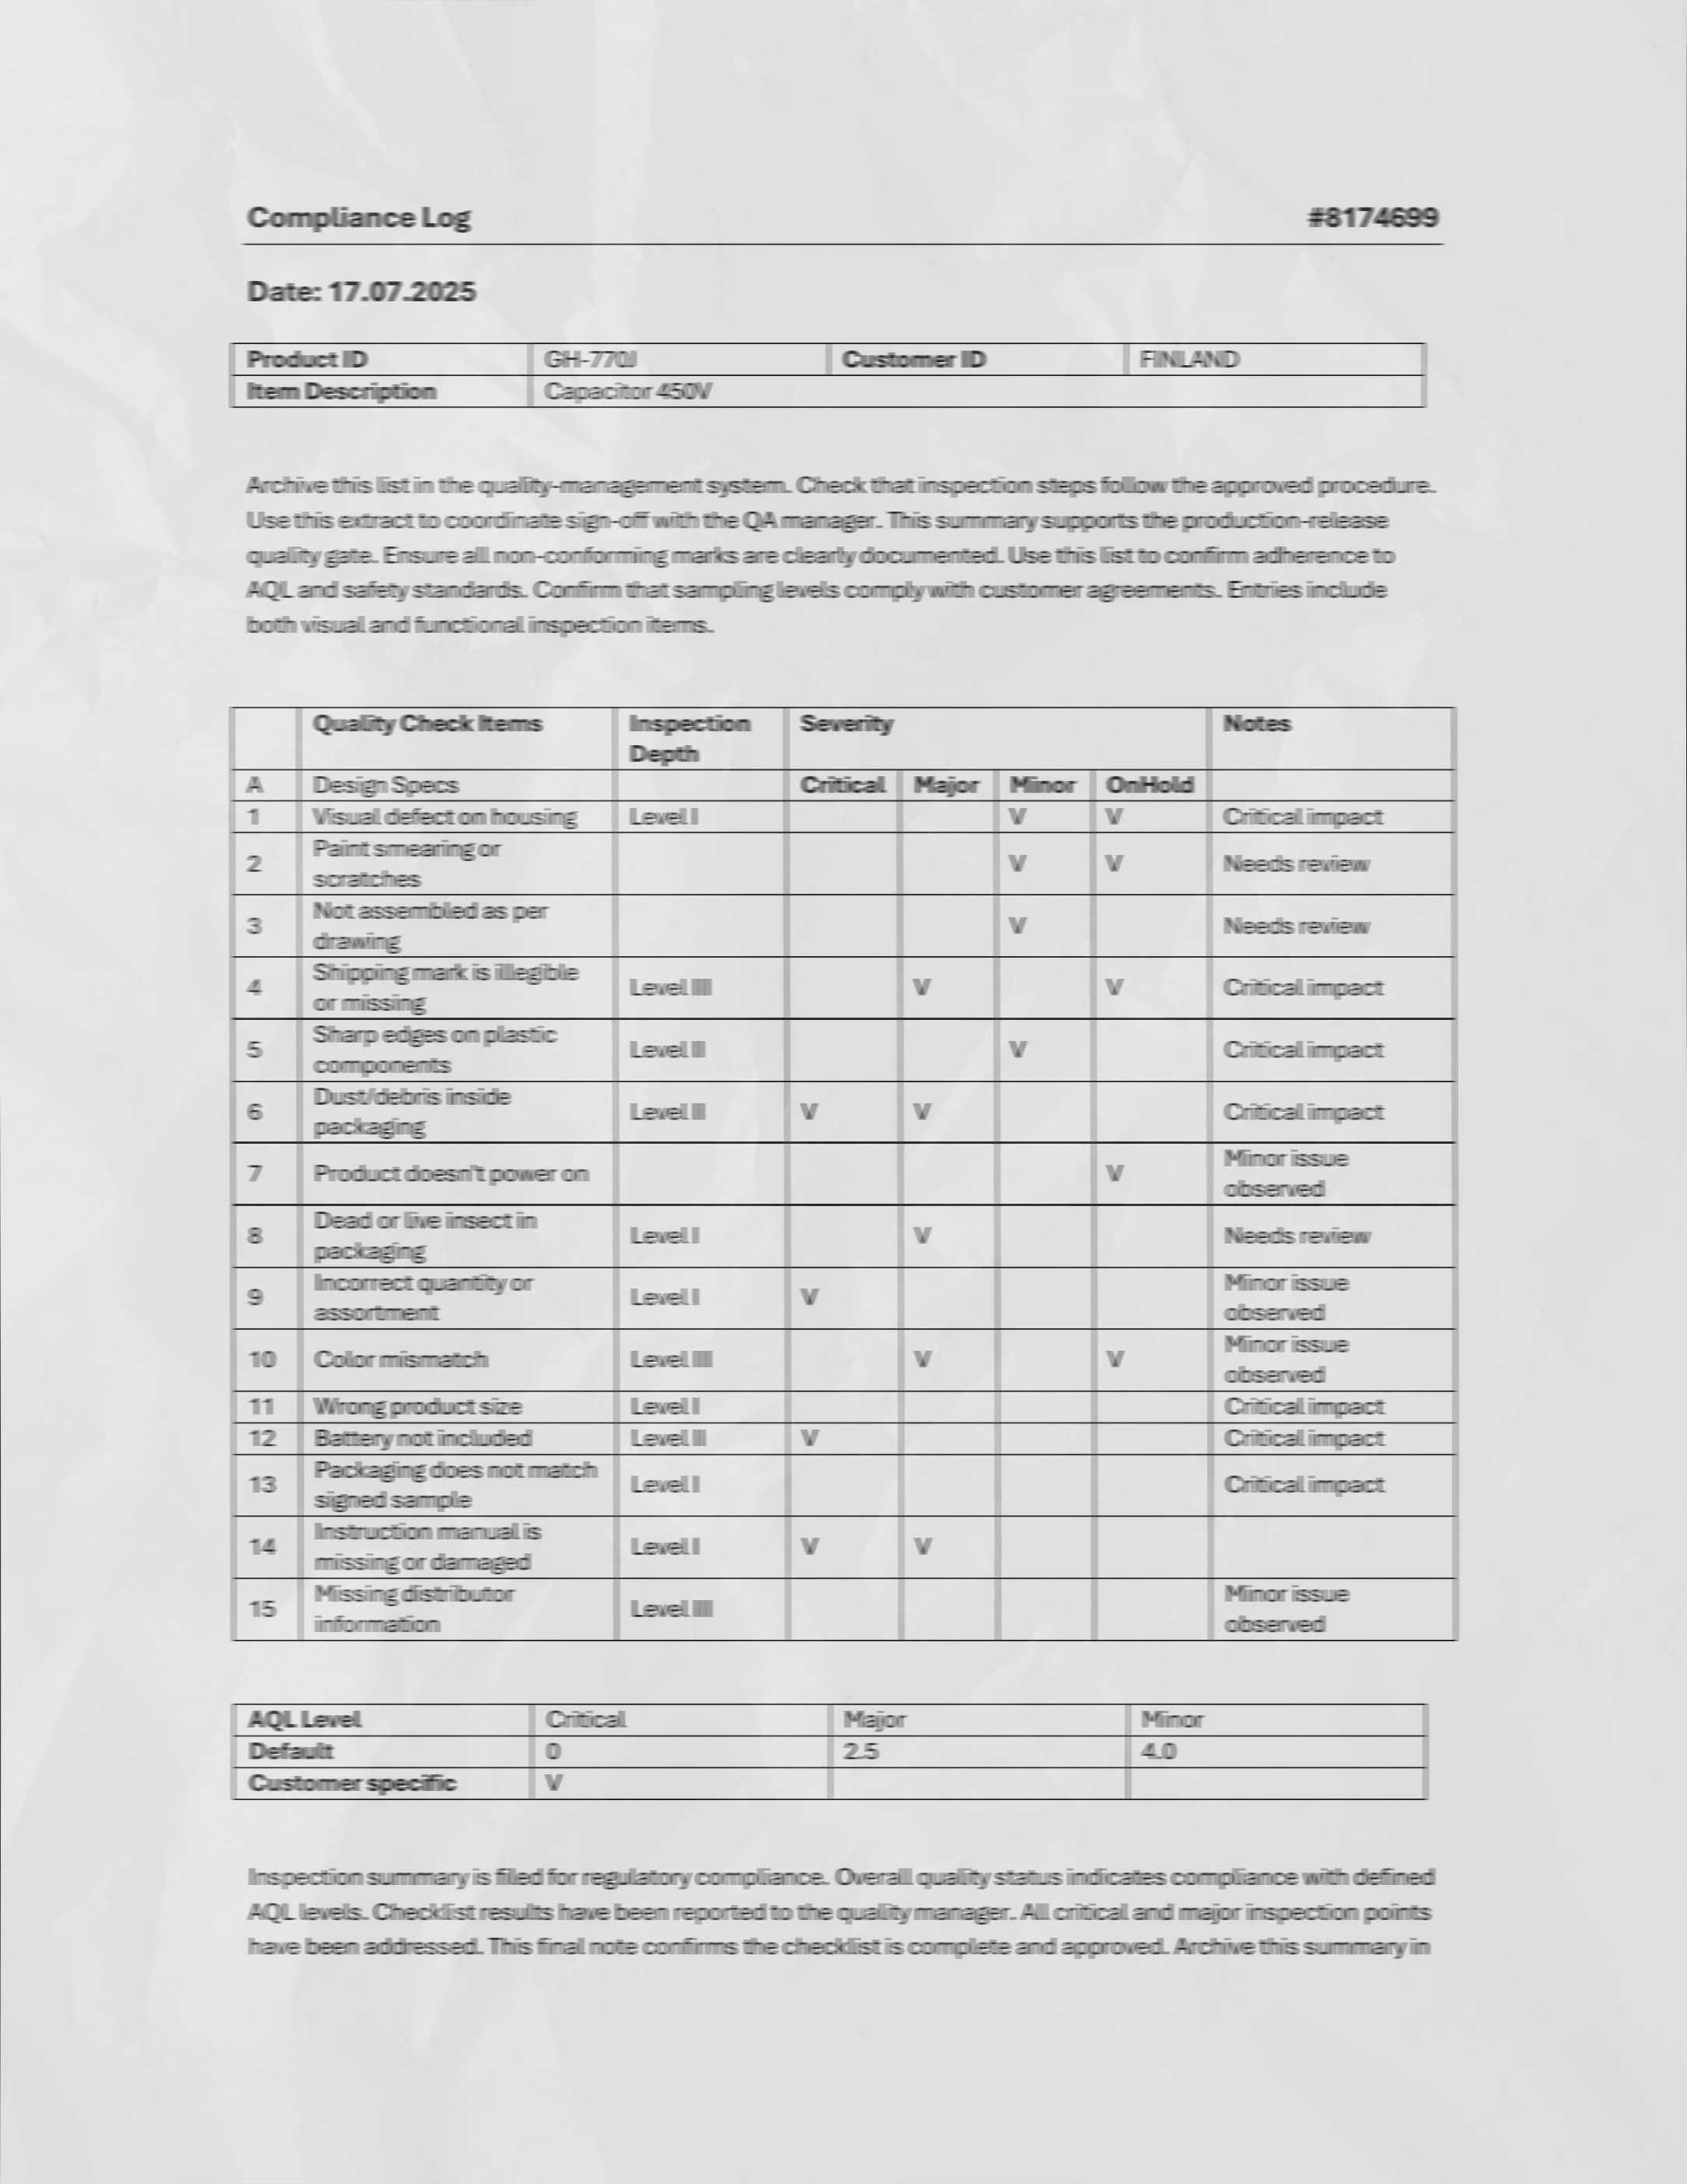 Compliance Log #8174699
Date: 17.07.2025
Product ID GH-770J Customer ID FINLAND
Item Description Capacitor 450V
Archive this list in the quality-management system. Check that inspection steps follow the approved procedure.
Use this extract to coordinate sign-off with the QA manager. This summary supports the production-release
quality gate. Ensure all non-conforming marks are clearly documented. Use this list to confirm adherence to
AQL and safety standards. Confirm that sampling levels comply with customer agreements. Entries include
both visual and functional inspection items.
Quality Check Items Inspection Depth Severity Notes
A Design Specs Critical Major Minor OnHold
1 Visual defect on housing Level I V V Critical impact
2 Paint smearing or scratches V V Needs review
3 Not assembled as per drawing V Needs review
4 Shipping mark is illegible or missing Level III V V Critical impact
5 Sharp edges on plastic components Level II V Critical impact
6 Dust/debris inside packaging Level II V V Critical impact
7 Product doesn't power on V Minor issue observed
8 Dead or live insect in packaging Level I V Needs review
9 Incorrect quantity or assortment Level I V Minor issue observed
10 Color mismatch Level III V V Minor issue observed
11 Wrong product size Level I Critical impact
12 Battery not included Level II V Critical impact
13 Packaging does not match signed sample Level I Critical impact
14 Instruction manual is missing or damaged Level I V V
15 Missing distributor information Level III Minor issue observed
AQL Level Critical Major Minor
Default 0 2.5 4.0
Customer specific V
Inspection summary is filed for regulatory compliance. Overall quality status indicates compliance with defined
AQL levels. Checklist results have been reported to the quality manager. All critical and major inspection points
have been addressed. This final note confirms the checklist is complete and approved. Archive this summary in